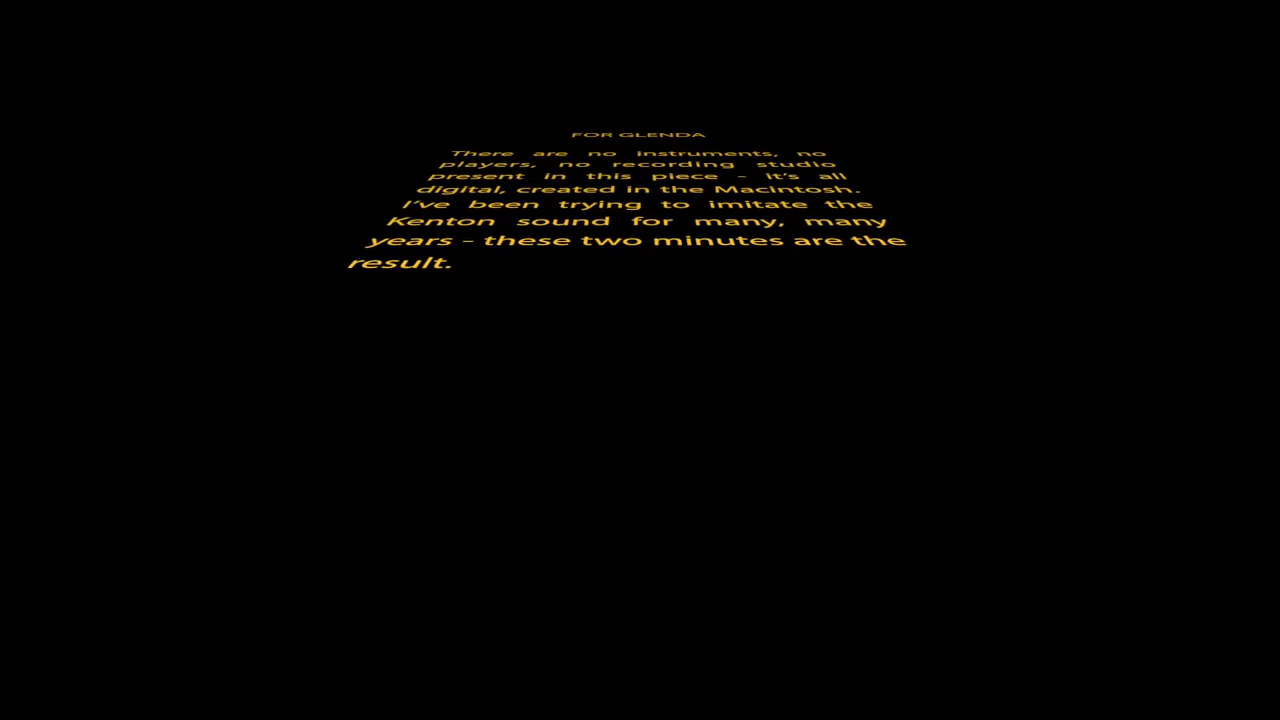 FOR GLENDA
There are no instruments, no
players, no recording studio
present in this piece - it's all
digital, created in the Macintosh.
I've been trying to imitate the
Kenton sound for many, many
years - these two minutes are the
result.